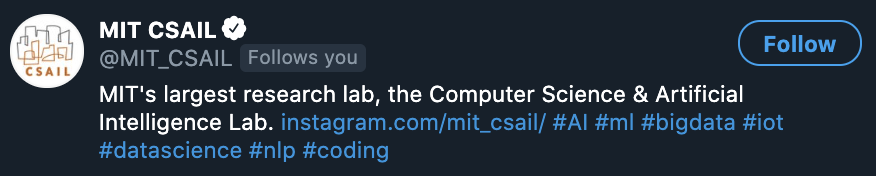 CSAIL
MIT CSAIL
@MIT_CSAIL Follows you
Follow
MIT's largest research lab, the Computer Science & Artificial
Intelligence Lab. instagram.com/mit_csail/ #AI #ml #bigdata #iot
#datascience #nlp #coding